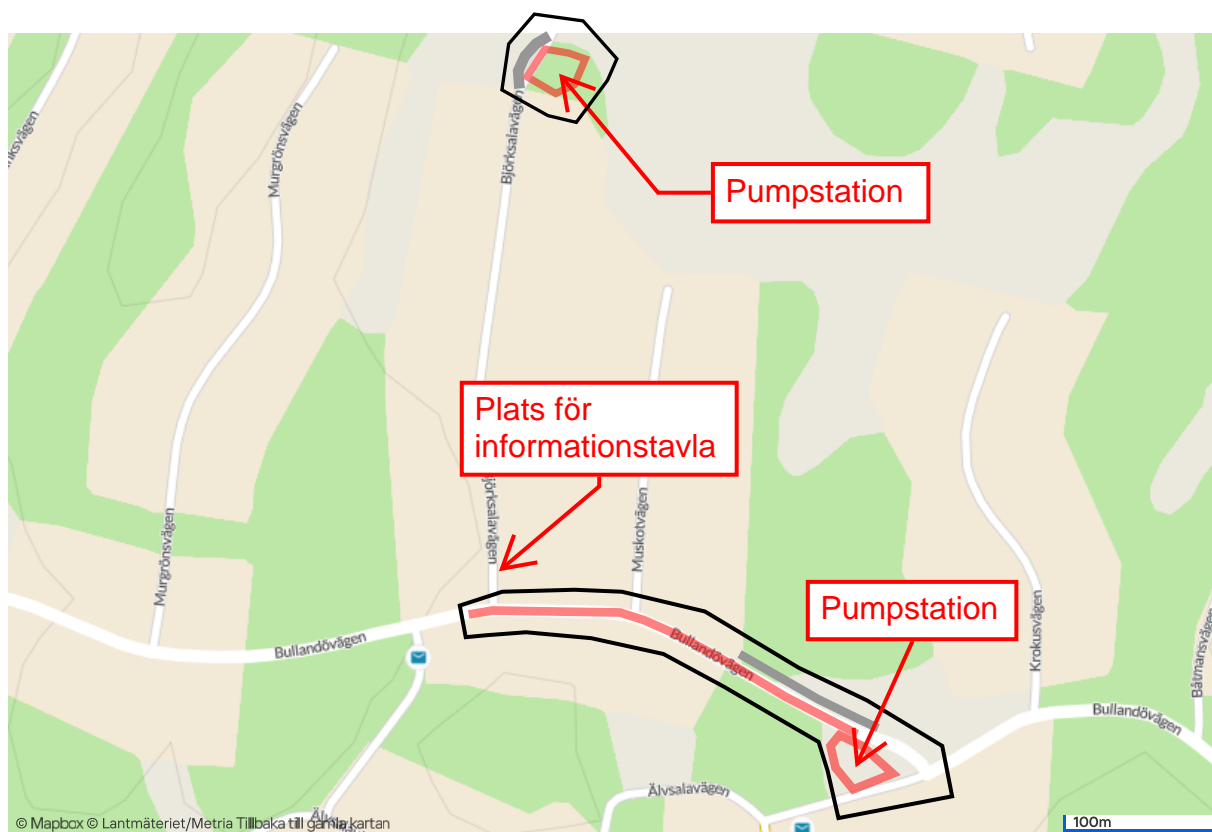 Murgrönsvägen
Björksalavägen
Pumpstation
Plats för
informationstavla
Björksalavägen
Muskotvägen
Murgrönsvägen
Pumpstation
Bullandövägen
Bullandövägen
Krokusvägen
Båtmansvägen
Bullandövägen
Älvsalavägen
© Mapbox © Lantmäteriet/Metria Tillbaka till gamla kartan
100m